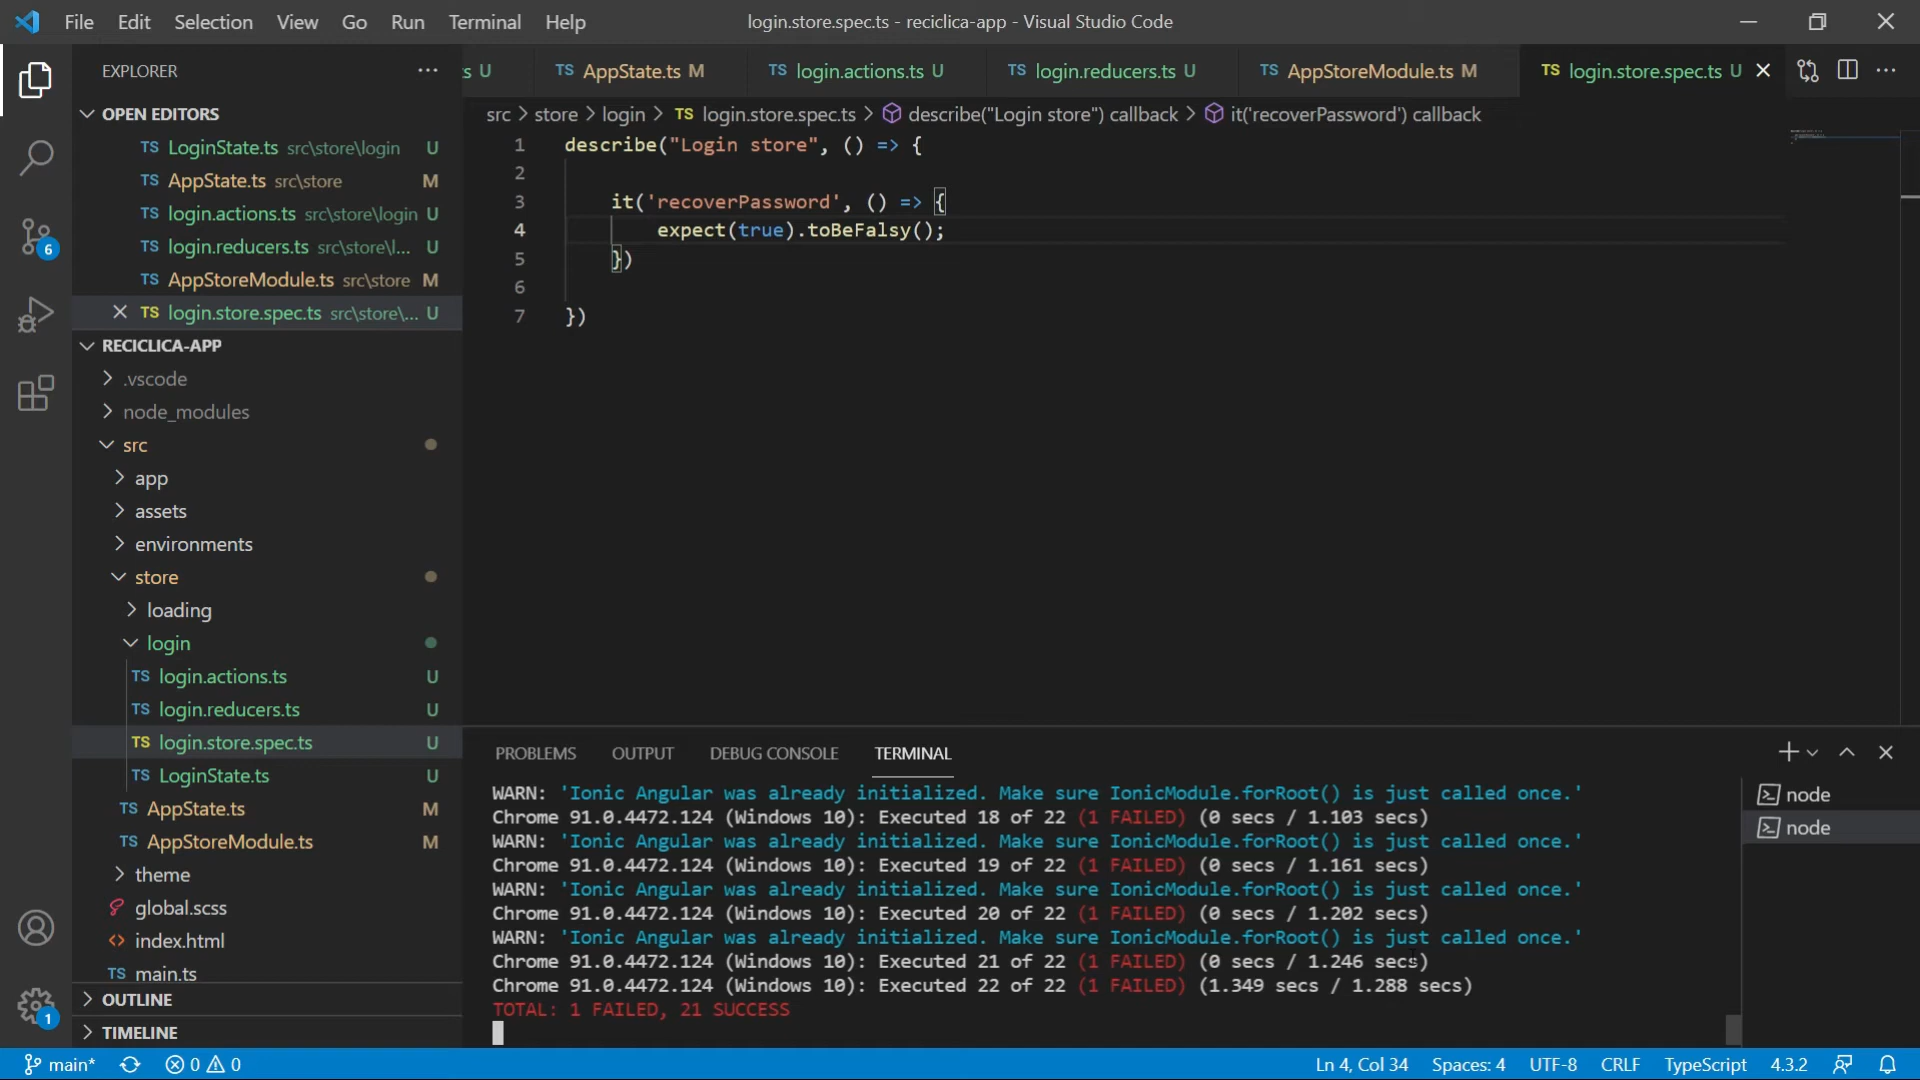 File Edit Selection View Go Run Terminal Help
login.store.spec.ts - reciclica-app - Visual Studio Code
EXPLORER
OPEN EDITORS
TS LoginState.ts src\store\login U
TS AppState.ts src\store M
TS login.actions.ts src\store\login U
TS login.reducers.ts src\store\l... U
TS AppStoreModule.ts src\store M
TS login.store.spec.ts src\store\... U
RECICLICA-APP
.vscode
node_modules
src
app
assets
environments
store
loading
login
TS login.actions.ts U
TS login.reducers.ts U
TS login.store.spec.ts U
TS LoginState.ts U
TS AppState.ts M
TS AppStoreModule.ts M
theme
global.scss
index.html
TS main.ts
OUTLINE
TIMELINE
6
1
s U
TS AppState.ts M
TS login.actions.ts U
TS login.reducers.ts U
TS AppStoreModule.ts M
TS login.store.spec.ts U
src > store > login > TS login.store.spec.ts > describe("Login store") callback > it('recoverPassword') callback
1 describe("Login store", () => {
2
3 it('recoverPassword', () => {
4 expect(true).toBeFalsy();
5 })
6
7 })
PROBLEMS OUTPUT DEBUG CONSOLE TERMINAL
WARN: 'Ionic Angular was already initialized. Make sure IonicModule.forRoot() is just called once.'
Chrome 91.0.4472.124 (Windows 10): Executed 18 of 22 (1 FAILED) (0 secs / 1.103 secs)
WARN: 'Ionic Angular was already initialized. Make sure IonicModule.forRoot() is just called once.'
Chrome 91.0.4472.124 (Windows 10): Executed 19 of 22 (1 FAILED) (0 secs / 1.161 secs)
WARN: 'Ionic Angular was already initialized. Make sure IonicModule.forRoot() is just called once.'
Chrome 91.0.4472.124 (Windows 10): Executed 20 of 22 (1 FAILED) (0 secs / 1.202 secs)
WARN: 'Ionic Angular was already initialized. Make sure IonicModule.forRoot() is just called once.'
Chrome 91.0.4472.124 (Windows 10): Executed 21 of 22 (1 FAILED) (0 secs / 1.246 secs)
Chrome 91.0.4472.124 (Windows 10): Executed 22 of 22 (1 FAILED) (1.349 secs / 1.288 secs)
TOTAL: 1 FAILED, 21 SUCCESS
node
node
main* 0 0 Ln 4, Col 34 Spaces: 4 UTF-8 CRLF TypeScript 4.3.2